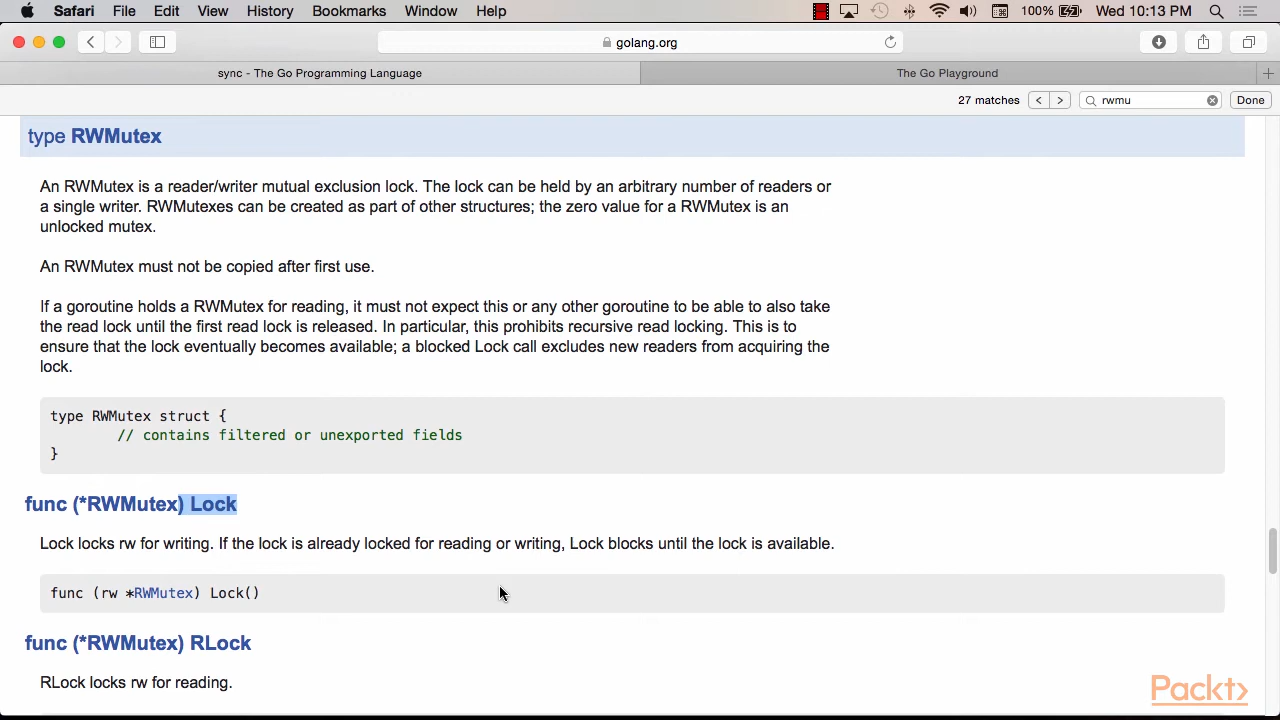 Safari File Edit View History Bookmarks Window Help 100% Wed 10:13 PM
golang.org
sync - The Go Programming Language The Go Playground
27 matches rwmu Done
type RWMutex
An RWMutex is a reader/writer mutual exclusion lock. The lock can be held by an arbitrary number of readers or
a single writer. RWMutexes can be created as part of other structures; the zero value for a RWMutex is an
unlocked mutex.
An RWMutex must not be copied after first use.
If a goroutine holds a RWMutex for reading, it must not expect this or any other goroutine to be able to also take
the read lock until the first read lock is released. In particular, this prohibits recursive read locking. This is to
ensure that the lock eventually becomes available; a blocked Lock call excludes new readers from acquiring the
lock.
type RWMutex struct {
// contains filtered or unexported fields
}
func (*RWMutex) Lock
Lock locks rw for writing. If the lock is already locked for reading or writing, Lock blocks until the lock is available.
func (rw *RWMutex) Lock()
func (*RWMutex) RLock
RLock locks rw for reading.
Packt>